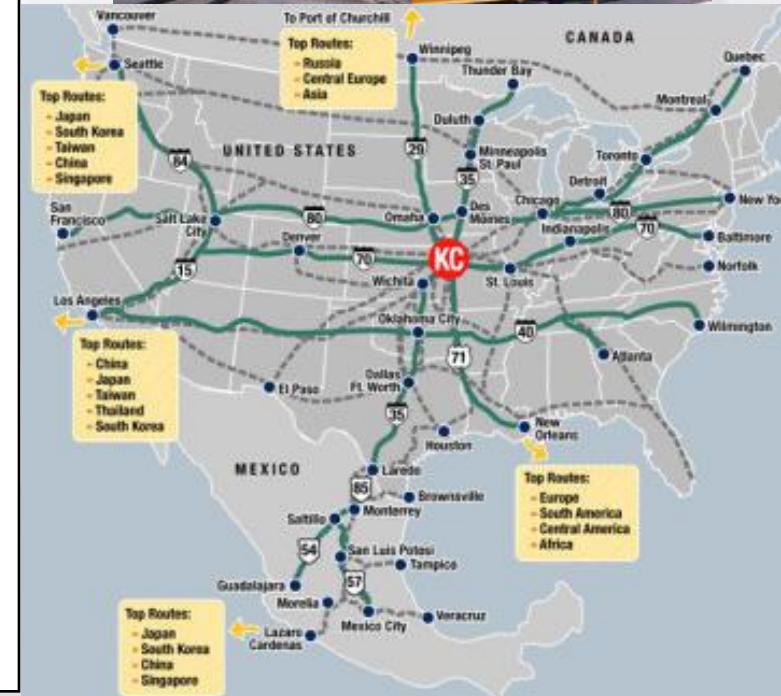 Vancouver
To Port of Churchill
CANADA
Top Routes:
- Russia
- Central Europe
- Asia
Winnipeg
Seattle
Thunder Bay
Quebec
Top Routes:
- Japan
- South Korea
- Taiwan
- China
- Singapore
Montreal
Duluth
UNITED STATES
84
29
Minneapolis
St. Paul
35
Toronto
Detroit
San
Francisco
Salt Lake
City
80
Omaha
Des
Moines
Chicago
80
New Yo
Indianapolis
70
Baltimore
Denver
70
KC
15
Wichita
St. Louis
Norfolk
Los Angeles
Oklahoma City
40
Wilmington
Top Routes:
- China
- Japan
- Taiwan
- Thailand
- South Korea
71
Atlanta
El Paso
Dallas
Ft. Worth
35
Houston
New
Orleans
MEXICO
Laredo
85
Brownsville
Top Routes:
- Europe
- South America
- Central America
- Africa
Saltillo
Monterrey
54
San Luis Potosi
Tampico
Guadalajara
57
Morelia
Mexico City
Veracruz
Top Routes:
- Japan
- South Korea
- China
- Singapore
Lazaro
Cardenas